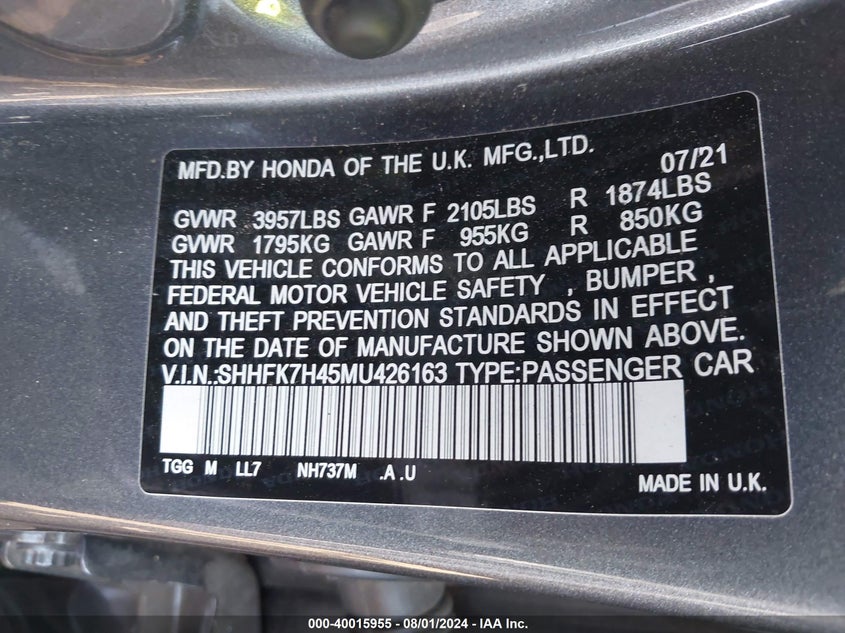 MFD.BY HONDA OF THE U.K. MFG.,LTD. 07/21
GVWR 3957LBS GAWR F 2105LBS R 1874LBS
GVWR 1795KG GAWR F 955KG R 850KG
THIS VEHICLE CONFORMS TO ALL APPLICABLE
FEDERAL MOTOR VEHICLE SAFETY , BUMPER ,
AND THEFT PREVENTION STANDARDS IN EFFECT
ON THE DATE OF MANUFACTURE SHOWN ABOVE.
V.I.N.:SHHFK7H45MU426163 TYPE:PASSENGER CAR
TGG M LL7 NH737M .A .U MADE IN U.K.
000-40015955 - 08/01/2024 - IAA Inc.